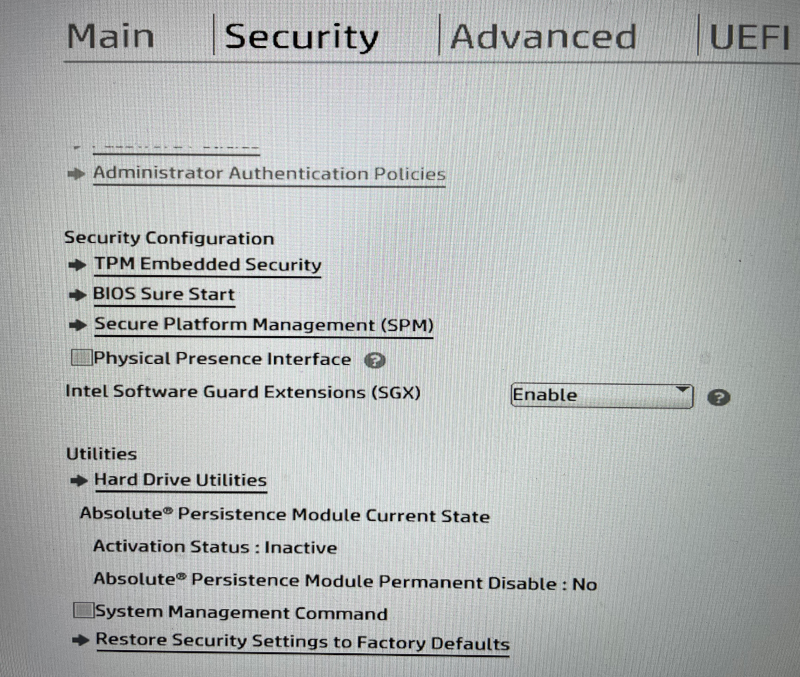 Main
Security
Advanced
UEFI
Administrator Authentication Policies
Security Configuration
TPM Embedded Security
BIOS Sure Start
Secure Platform Management (SPM)
Physical Presence Interface ?
Intel Software Guard Extensions (SGX) Enable ?
Utilities
Hard Drive Utilities
Absolute® Persistence Module Current State
Activation Status : Inactive
Absolute® Persistence Module Permanent Disable : No
System Management Command
Restore Security Settings to Factory Defaults